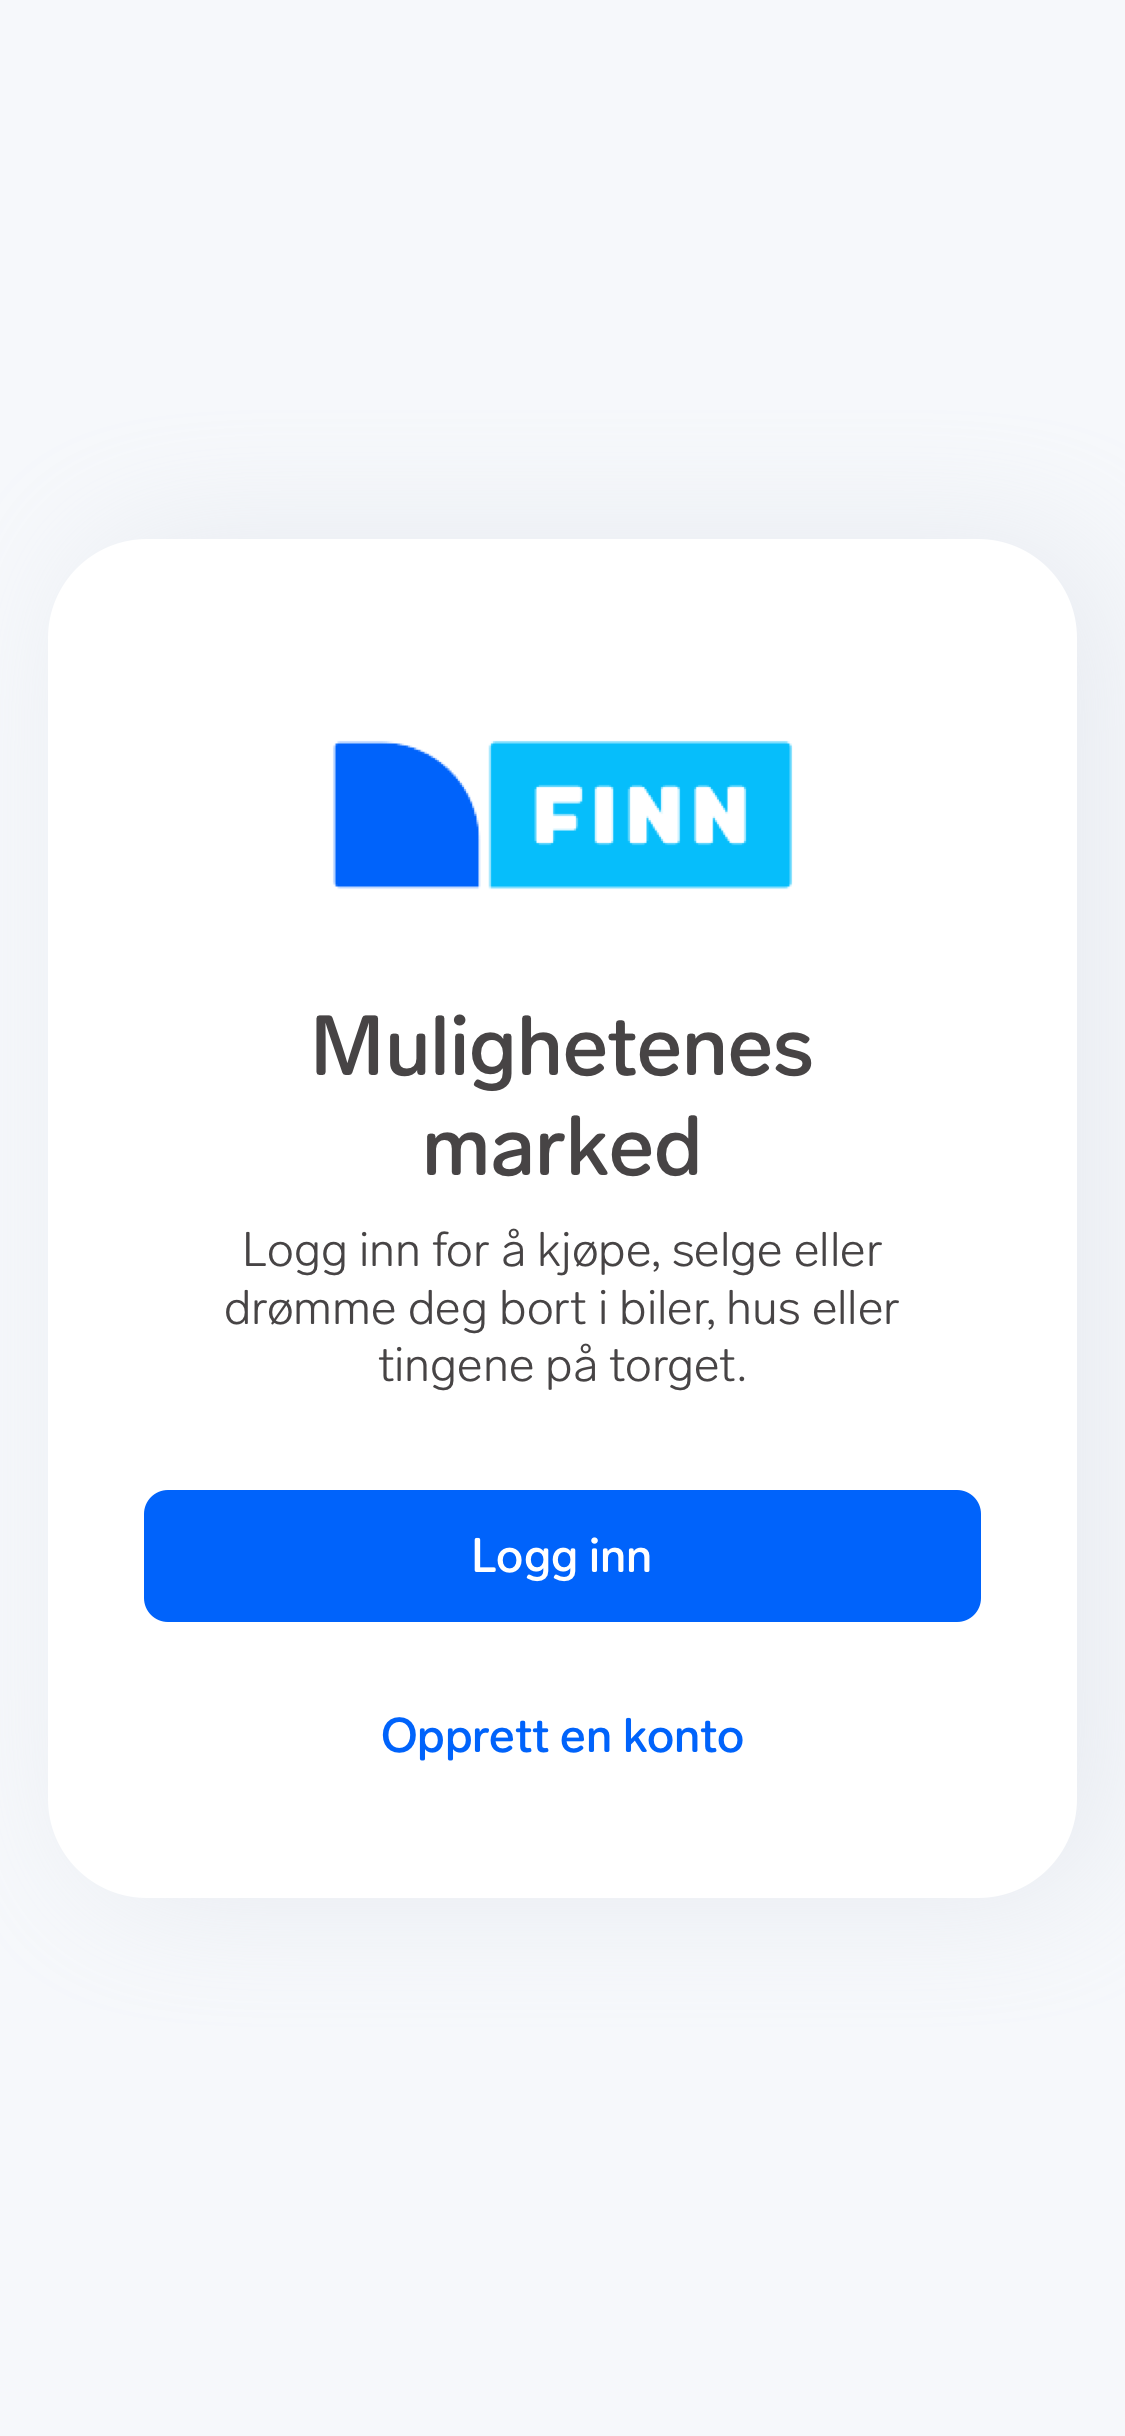 FINN
Mulighetenes
marked
Logg inn for å kjøpe, selge eller
drømme deg bort i biler, hus eller
tingene på torget.
Logg inn
Opprett en konto